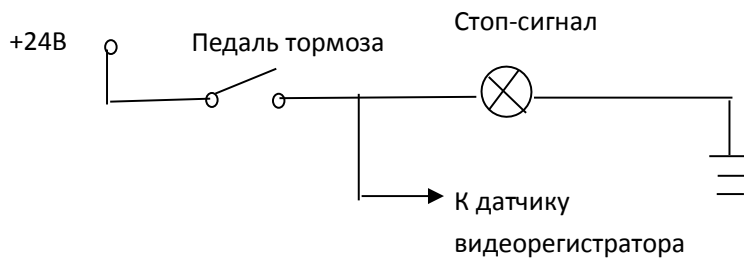 +24В
Педаль тормоза
Стоп-сигнал
К датчику
видеорегистратора